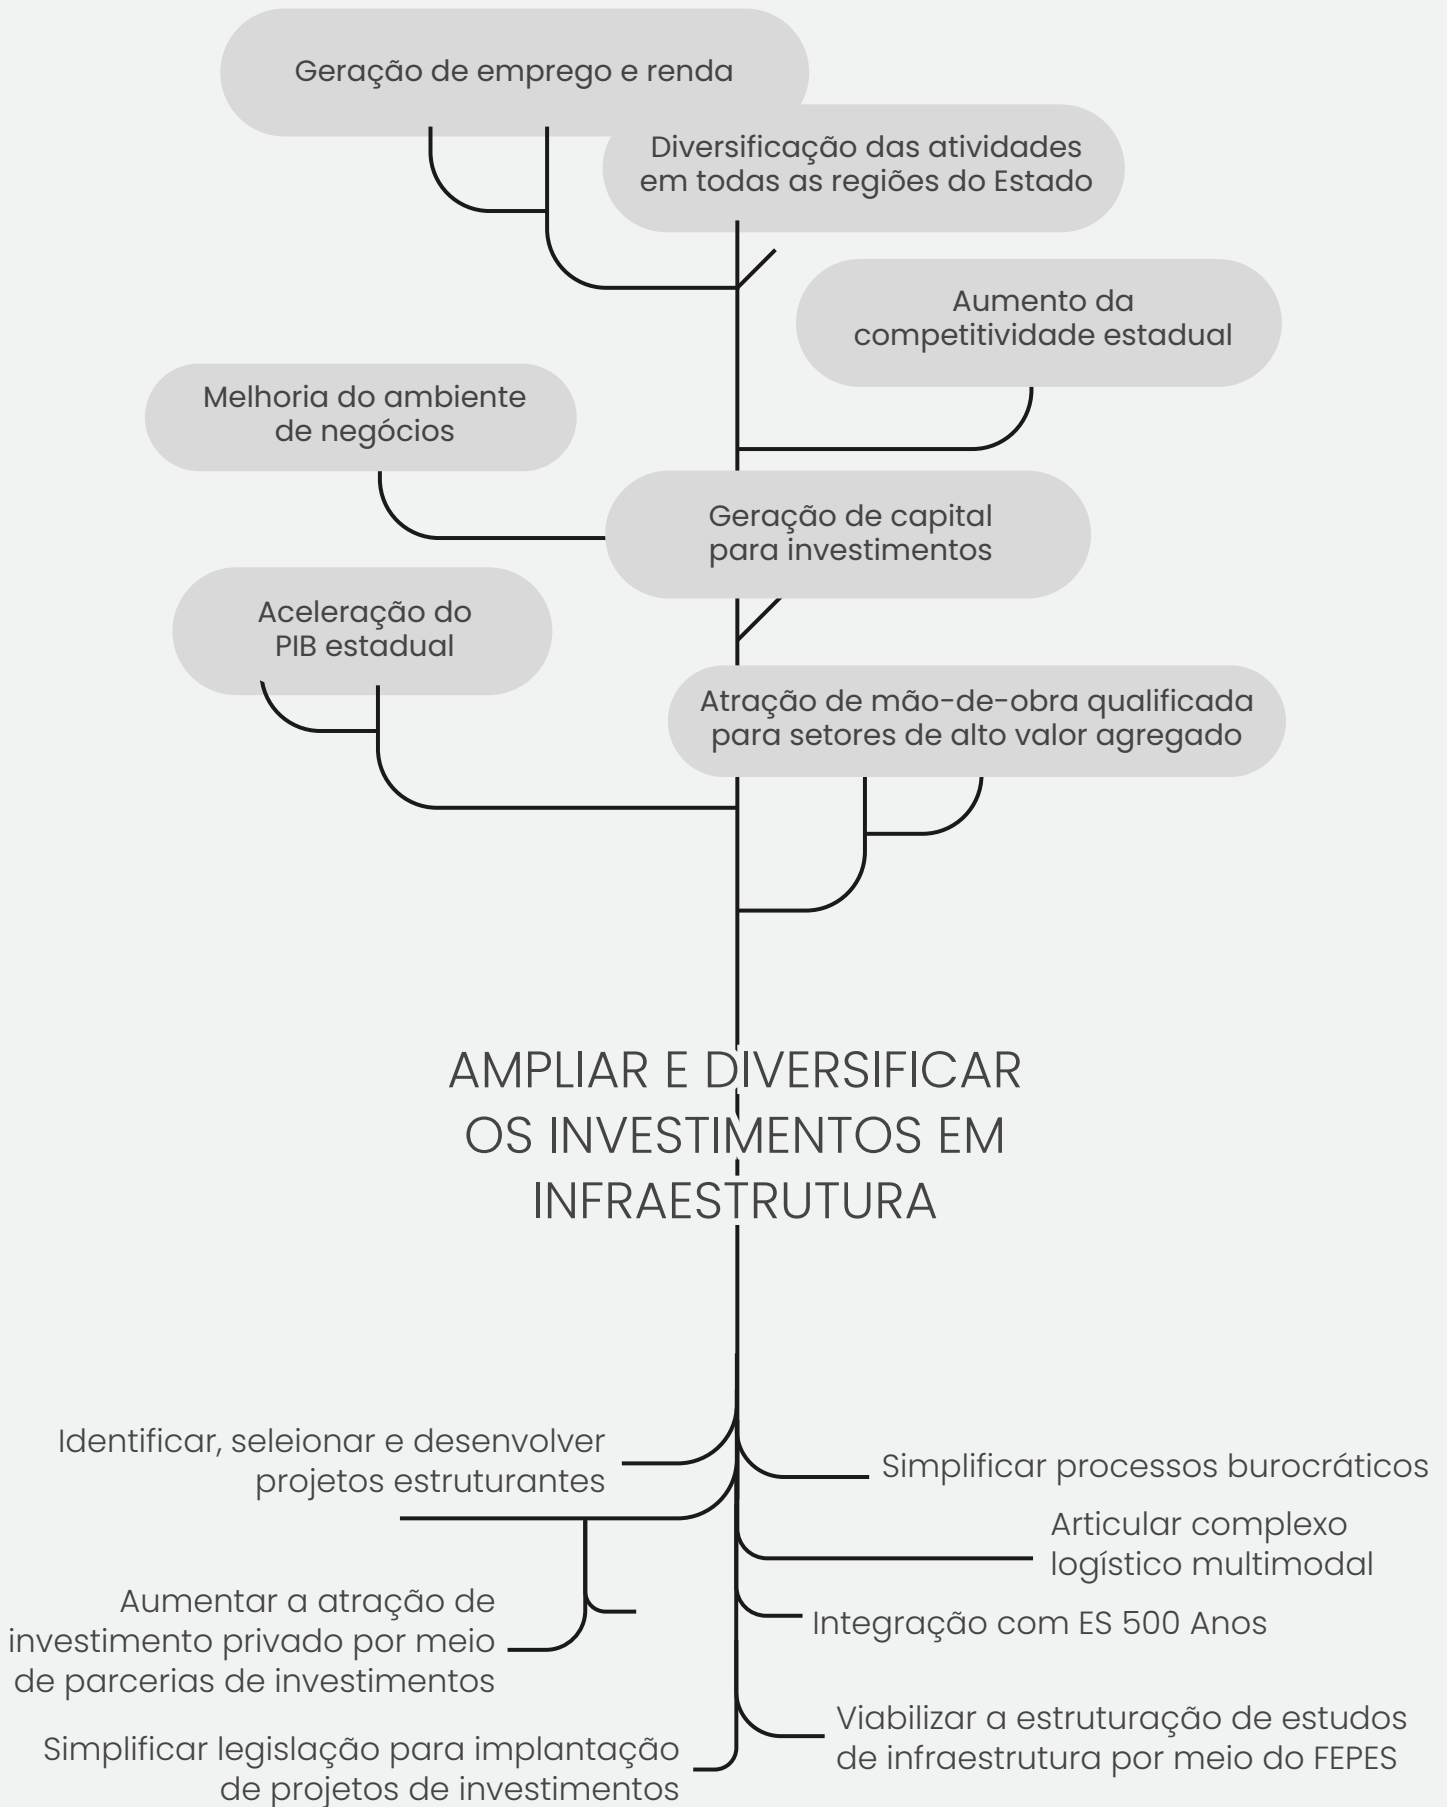 Geração de emprego e renda
Diversificação das atividades
em todas as regiões do Estado
Aumento da
competitividade estadual
Melhoria do ambiente
de negócios
Geração de capital
para investimentos
Aceleração do
PIB estadual
Atração de mão-de-obra qualificada
para setores de alto valor agregado
AMPLIAR E DIVERSIFICAR
OS INVESTIMENTOS EM
INFRAESTRUTURA
Identificar, seleionar e desenvolver
projetos estruturantes
Simplificar processos burocráticos
Articular complexo
logístico multimodal
Aumentar a atração de
investimento privado por meio
de parcerias de investimentos
Integração com ES 500 Anos
Viabilizar a estruturação de estudos
de infraestrutura por meio do FEPES
Simplificar legislação para implantação
de projetos de investimentos